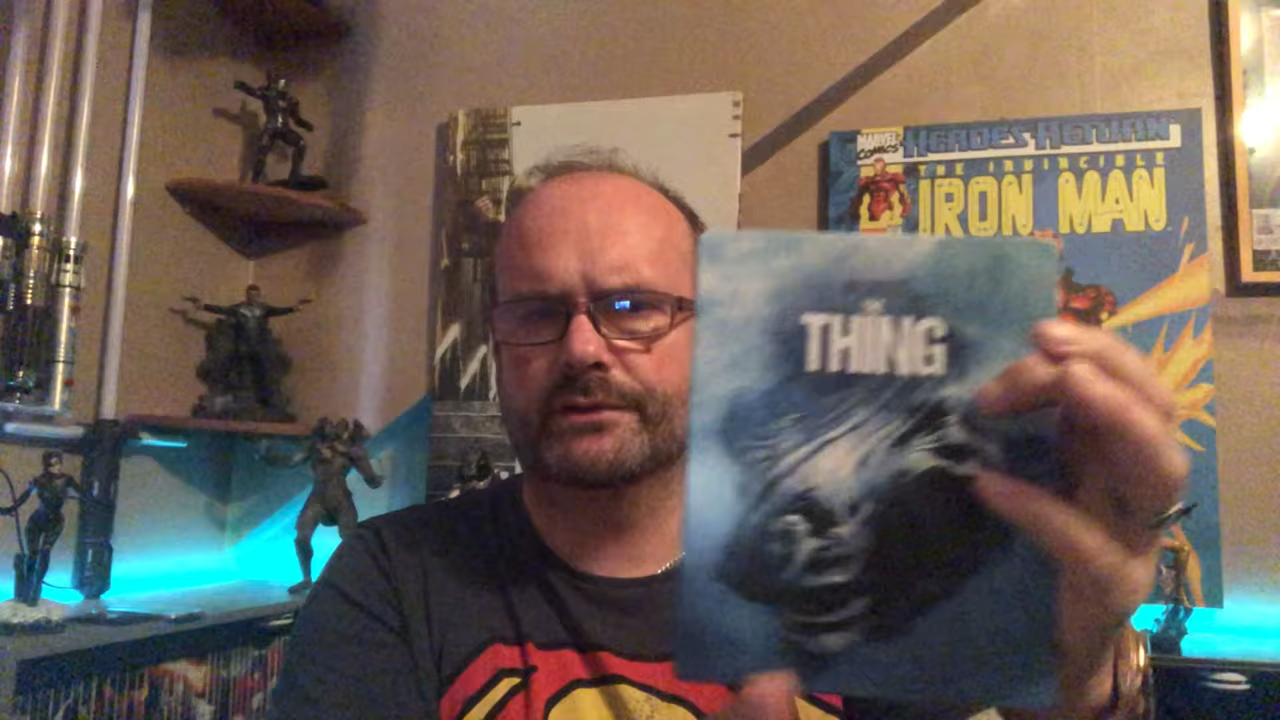 MARVEL
COMICS
HEROES RETURN
THE INVINCIBLE
IRON MAN
THING